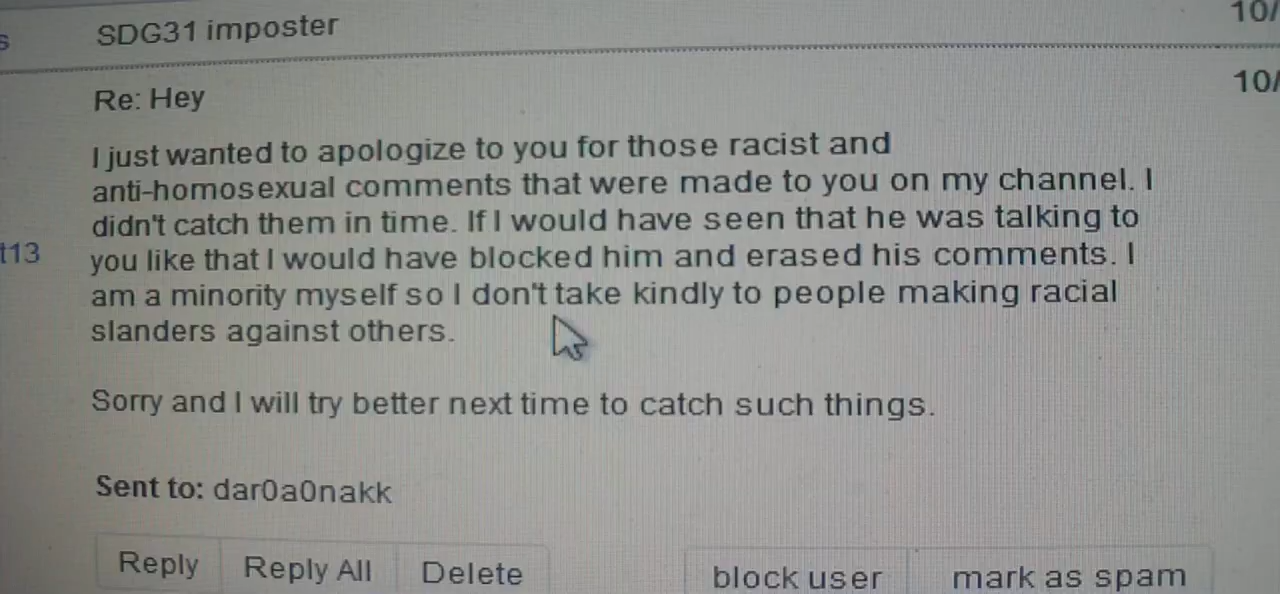 SDG31 imposter 10/
Re: Hey 10/
I just wanted to apologize to you for those racist and
anti-homosexual comments that were made to you on my channel. I
didn't catch them in time. If I would have seen that he was talking to
t13 you like that I would have blocked him and erased his comments. I
am a minority myself so I don't take kindly to people making racial
slanders against others.
Sorry and I will try better next time to catch such things.
Sent to: dar0a0nakk
Reply Reply All Delete block user mark as spam